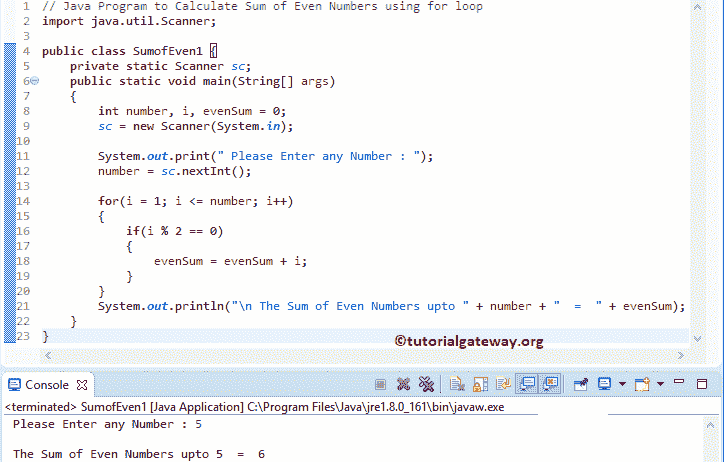 1 // Java Program to Calculate Sum of Even Numbers using for loop
2 import java.util.Scanner;
3
4 public class SumofEven1 {
5     private static Scanner sc;
6     public static void main(String[] args)
7     {
8         int number, i, evenSum = 0;
9         sc = new Scanner(System.in);
10
11         System.out.print(" Please Enter any Number : ");
12         number = sc.nextInt();
13
14         for(i = 1; i <= number; i++)
15         {
16             if(i % 2 == 0)
17             {
18                 evenSum = evenSum + i;
19             }
20         }
21         System.out.println("\n The Sum of Even Numbers upto " + number + "  =  " + evenSum);
22     }
23 }
©tutorialgateway.org
Console
<terminated> SumofEven1 [Java Application] C:\Program Files\Java\jre1.8.0_161\bin\javaw.exe
Please Enter any Number : 5
The Sum of Even Numbers upto 5  =  6